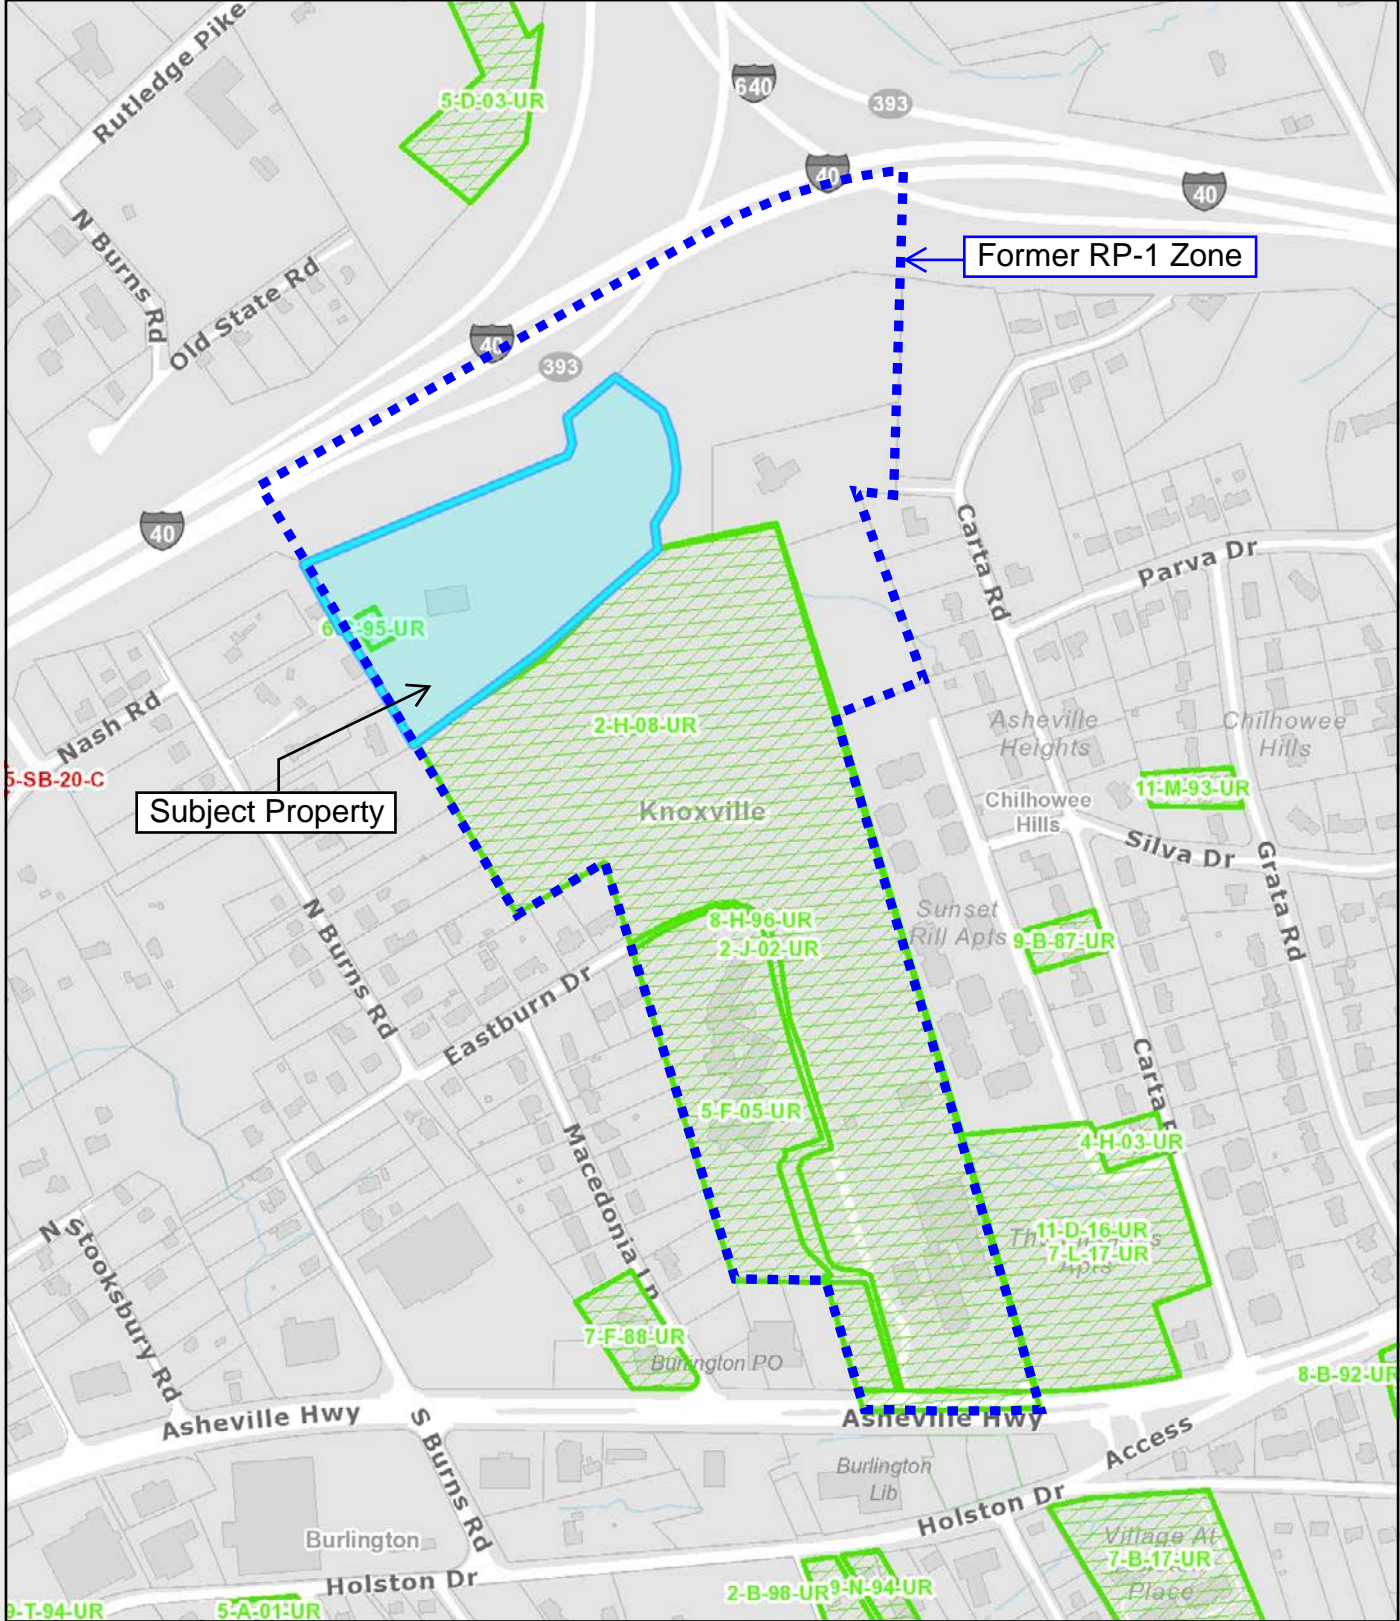 Rutledge Pike
5-D-03-UR
640
393
40
40
Former RP-1 Zone
N Burns Rd
Old State Rd
40
393
40
Carta Rd
Parva Dr
-95-UR
Nash Rd
2-H-08-UR
Asheville
Heights
Chilhowee
Hills
5-SB-20-C
Subject Property
Knoxville
11-M-93-UR
Chilhowee
Hills
Silva Dr
Grata Rd
N Burns Rd
8-H-96-UR
2-J-02-UR
Sunset
Rill Apts
9-B-87-UR
Eastburn Dr
Carta
5-F-05-UR
Macedonia Ln
4-H-03-UR
N Stooksbury Rd
11-D-16-UR
7-L-17-UR
Apts
7-F-88-UR
Burlington PO
8-B-92-UR
Asheville Hwy
Asheville Hwy
S Burns Rd
Access
Burlington
Lib
Holston Dr
Burlington
Village At
7-B-17-UR
Place
Holston Dr
2-B-98-UR
9-N-94-UR
9-T-94-UR
5-A-01-UR